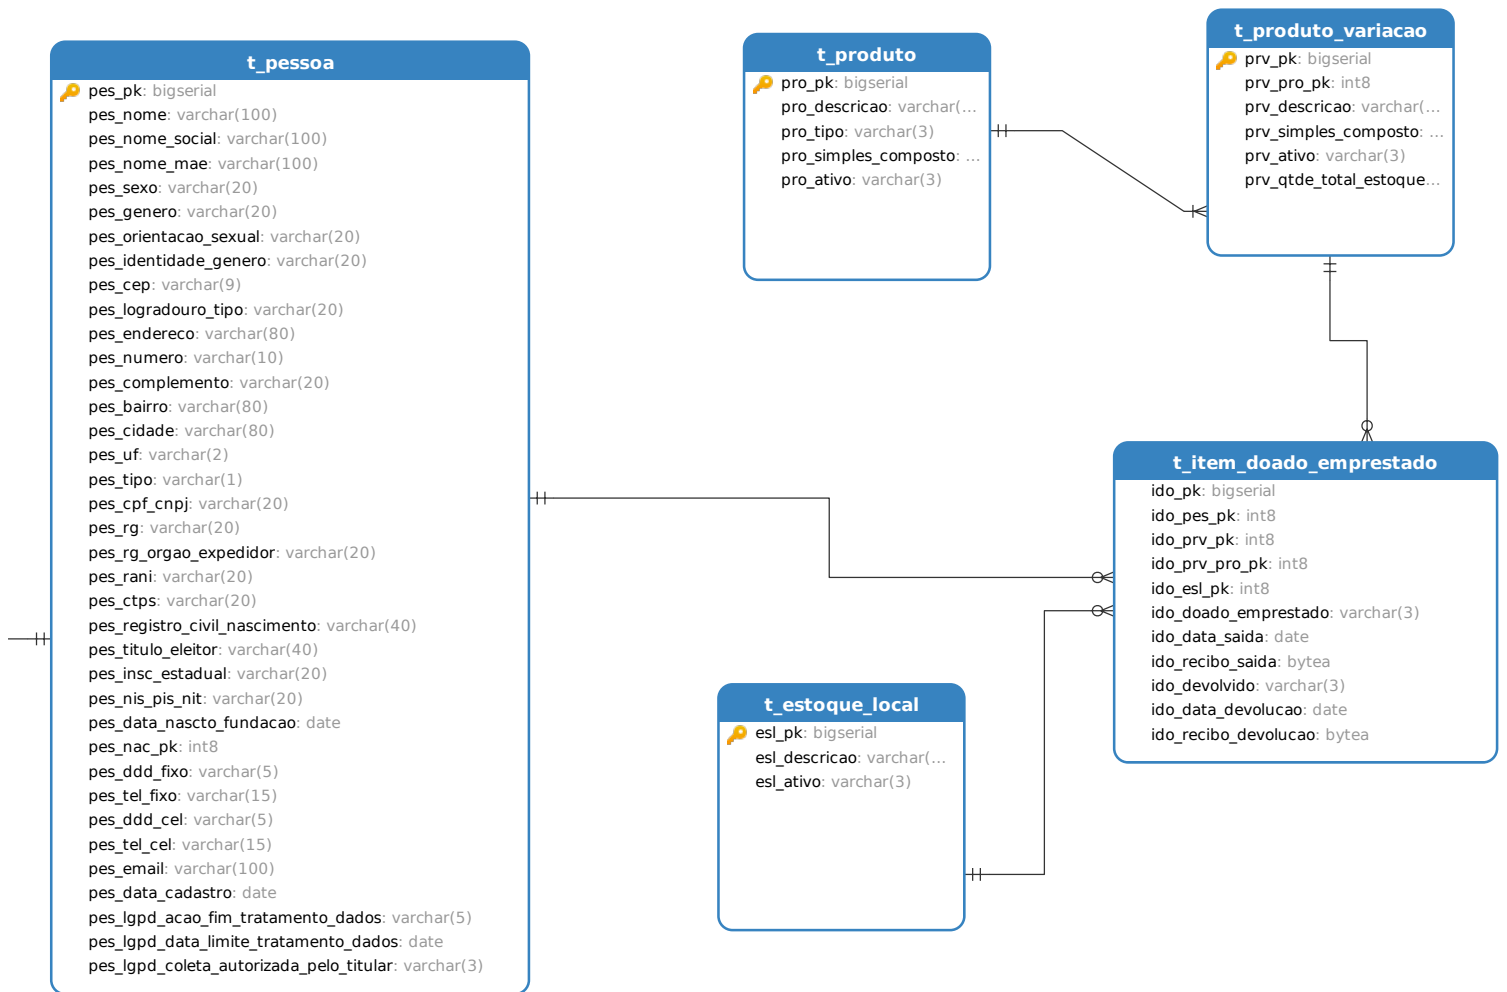 t_pessoa
pes_pk: bigserial
pes_nome: varchar(100)
pes_nome_social: varchar(100)
pes_nome_mae: varchar(100)
pes_sexo: varchar(20)
pes_genero: varchar(20)
pes_orientacao_sexual: varchar(20)
pes_identidade_genero: varchar(20)
pes_cep: varchar(9)
pes_logradouro_tipo: varchar(20)
pes_endereco: varchar(80)
pes_numero: varchar(10)
pes_complemento: varchar(20)
pes_bairro: varchar(80)
pes_cidade: varchar(80)
pes_uf: varchar(2)
pes_tipo: varchar(1)
pes_cpf_cnpj: varchar(20)
pes_rg: varchar(20)
pes_rg_orgao_expedidor: varchar(20)
pes_rani: varchar(20)
pes_ctps: varchar(20)
pes_registro_civil_nascimento: varchar(40)
pes_titulo_eleitor: varchar(40)
pes_insc_estadual: varchar(20)
pes_nis_pis_nit: varchar(20)
pes_data_nascto_fundacao: date
pes_nac_pk: int8
pes_ddd_fixo: varchar(5)
pes_tel_fixo: varchar(15)
pes_ddd_cel: varchar(5)
pes_tel_cel: varchar(15)
pes_email: varchar(100)
pes_data_cadastro: date
pes_lgpd_acao_fim_tratamento_dados: varchar(5)
pes_lgpd_data_limite_tratamento_dados: date
pes_lgpd_coleta_autorizada_pelo_titular: varchar(3)
t_produto
pro_pk: bigserial
pro_descricao: varchar(...
pro_tipo: varchar(3)
pro_simples_composto: ...
pro_ativo: varchar(3)
t_produto_variacao
prv_pk: bigserial
prv_pro_pk: int8
prv_descricao: varchar(...
prv_simples_composto: ...
prv_ativo: varchar(3)
prv_qtde_total_estoque...
t_item_doado_emprestado
ido_pk: bigserial
ido_pes_pk: int8
ido_prv_pk: int8
ido_prv_pro_pk: int8
ido_esl_pk: int8
ido_doado_emprestado: varchar(3)
ido_data_saida: date
ido_recibo_saida: bytea
ido_devolvido: varchar(3)
ido_data_devolucao: date
ido_recibo_devolucao: bytea
t_estoque_local
esl_pk: bigserial
esl_descricao: varchar(...
esl_ativo: varchar(3)